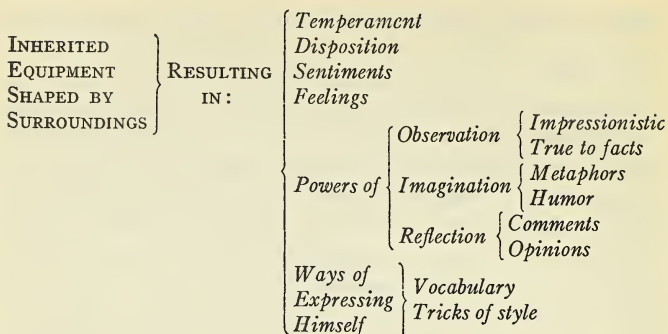 INHERITED
EQUIPMENT
SHAPED BY
SURROUNDINGS
RESULTING
IN:
Temperament
Disposition
Sentiments
Feelings
Powers of
Observation
Impressionistic
True to facts
Imagination
Metaphors
Humor
Reflection
Comments
Opinions
Ways of
Expressing
Himself
Vocabulary
Tricks of style